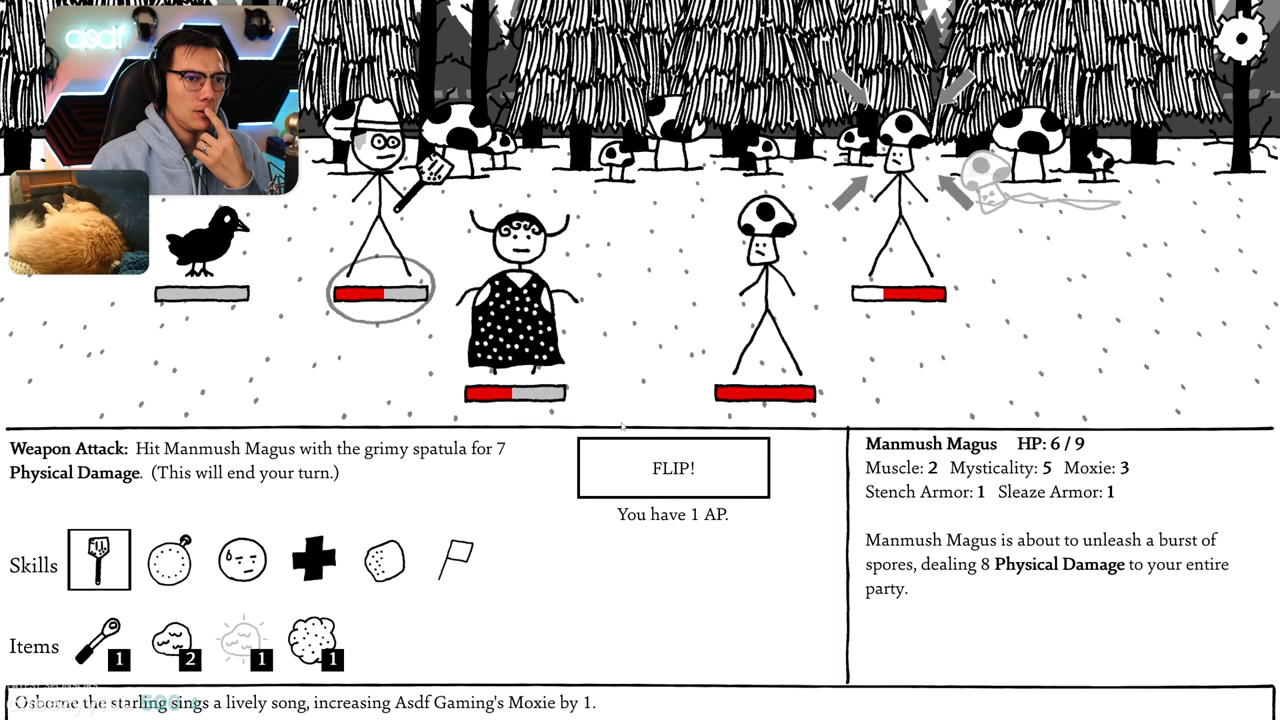 asdf
Weapon Attack: Hit Manmush Magus with the grimy spatula for 7
Physical Damage. (This will end your turn.)
FLIP!
You have 1 AP.
Skills
Items
1
2
1
1
Manmush Magus HP: 6 / 9
Muscle: 2 Mysticality: 5 Moxie: 3
Stench Armor: 1 Sleaze Armor: 1
Manmush Magus is about to unleash a burst of
spores, dealing 8 Physical Damage to your entire
party.
Osborne the starling sings a lively song, increasing Asdf Gaming's Moxie by 1.